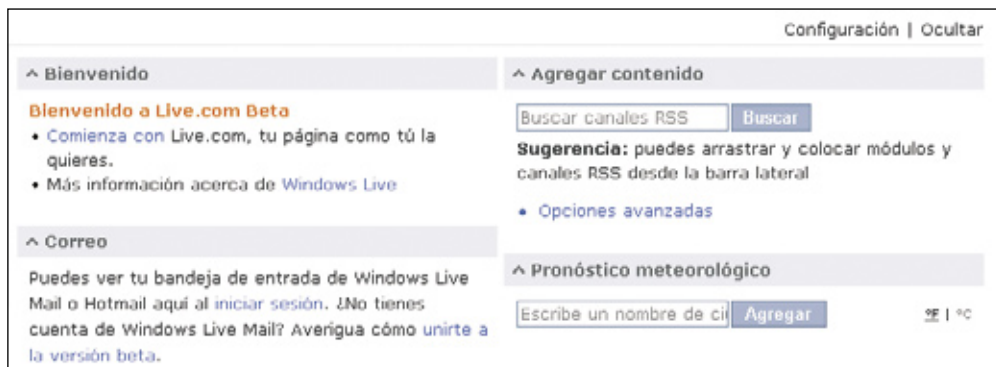 Configuración | Ocultar
Bienvenido
Bienvenido a Live.com Beta
• Comienza con Live.com, tu página como tú la
quieres.
• Más información acerca de Windows Live
Correo
Puedes ver tu bandeja de entrada de Windows Live
Mail o Hotmail aquí al iniciar sesión. ¿No tienes
cuenta de Windows Live Mail? Averigua cómo unirte a
la versión beta.
Agregar contenido
Buscar canales RSS Buscar
Sugerencia: puedes arrastrar y colocar módulos y
canales RSS desde la barra lateral
• Opciones avanzadas
Pronóstico meteorológico
Escribe un nombre de ci Agregar ºF | ºC